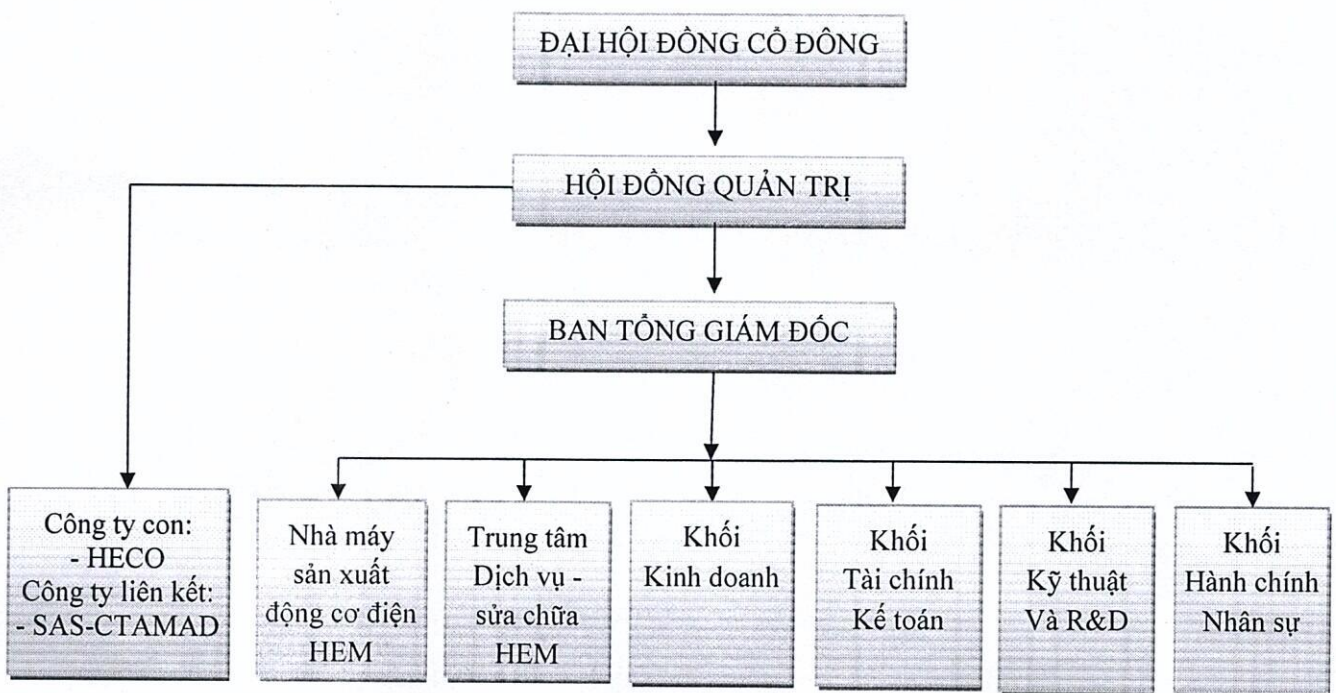 ĐẠI HỘI ĐỒNG CỔ ĐÔNG
HỘI ĐỒNG QUẢN TRỊ
BAN TỔNG GIÁM ĐỐC
Công ty con:
- HECO
Công ty liên kết:
- SAS-CTAMAD
Nhà máy
sản xuất
động cơ điện
HEM
Trung tâm
Dịch vụ -
sửa chữa
HEM
Khối
Kinh doanh
Khối
Tài chính
Kế toán
Khối
Kỹ thuật
Và R&D
Khối
Hành chính
Nhân sự